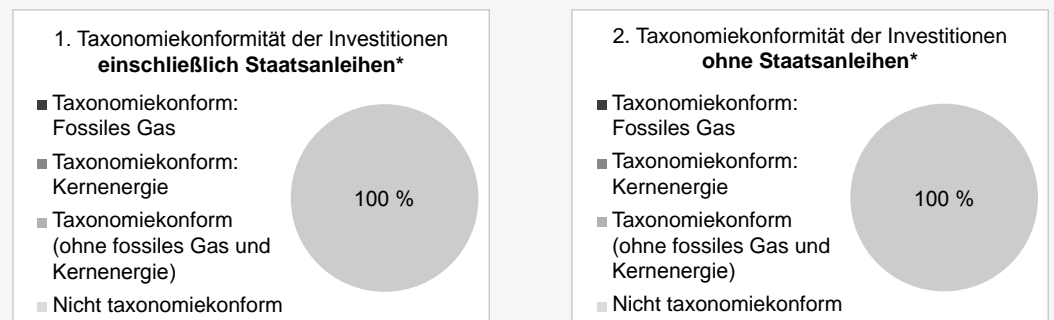 1. Taxonomiekonformität der Investitionen
einschließlich Staatsanleihen*
Taxonomiekonform:
Fossiles Gas
Taxonomiekonform:
Kernenergie
Taxonomiekonform
(ohne fossiles Gas und
Kernenergie)
Nicht taxonomiekonform
100 %
2. Taxonomiekonformität der Investitionen
ohne Staatsanleihen*
Taxonomiekonform:
Fossiles Gas
Taxonomiekonform:
Kernenergie
Taxonomiekonform
(ohne fossiles Gas und
Kernenergie)
Nicht taxonomiekonform
100 %